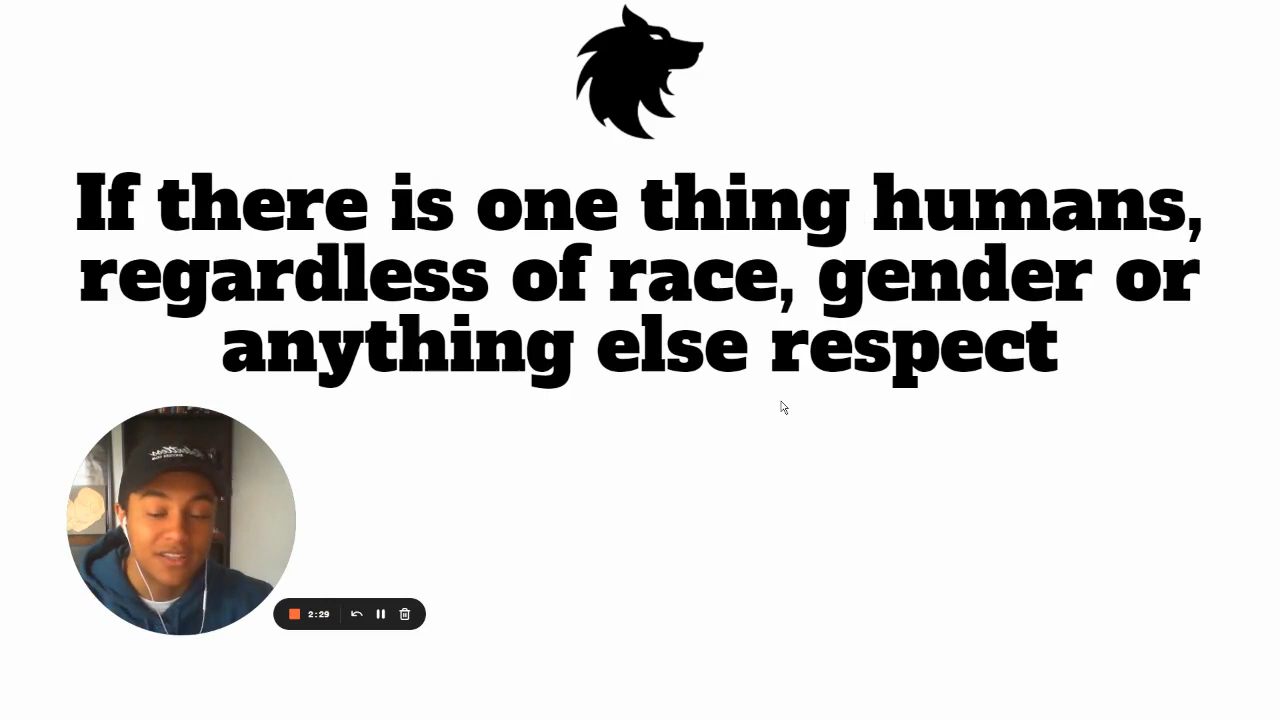 If there is one thing humans,
regardless of race, gender or
anything else respect
2:29